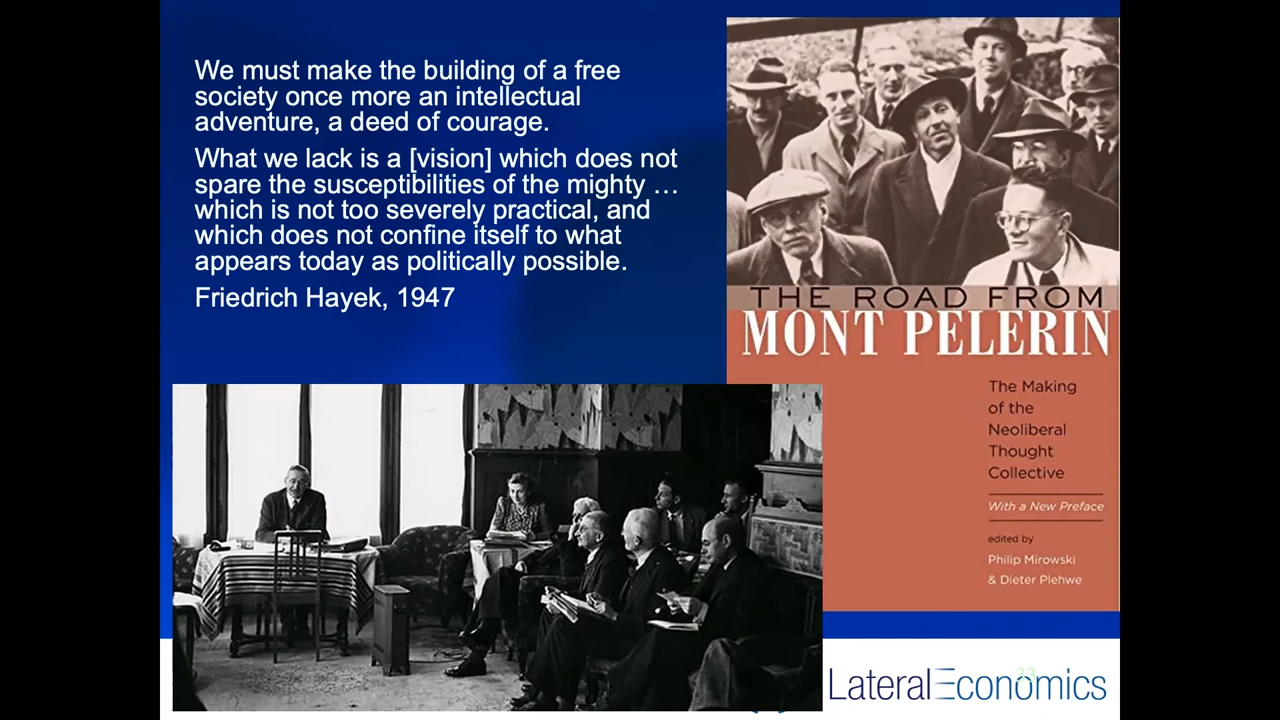 We must make the building of a free
society once more an intellectual
adventure, a deed of courage.
What we lack is a [vision] which does not
spare the susceptibilities of the mighty …
which is not too severely practical, and
which does not confine itself to what
appears today as politically possible.
Friedrich Hayek, 1947
THE ROAD FROM
MONT PELERIN
The Making
of the
Neoliberal
Thought
Collective
With a New Preface
edited by
Philip Mirowski
& Dieter Plehwe
33
LateralEconomics